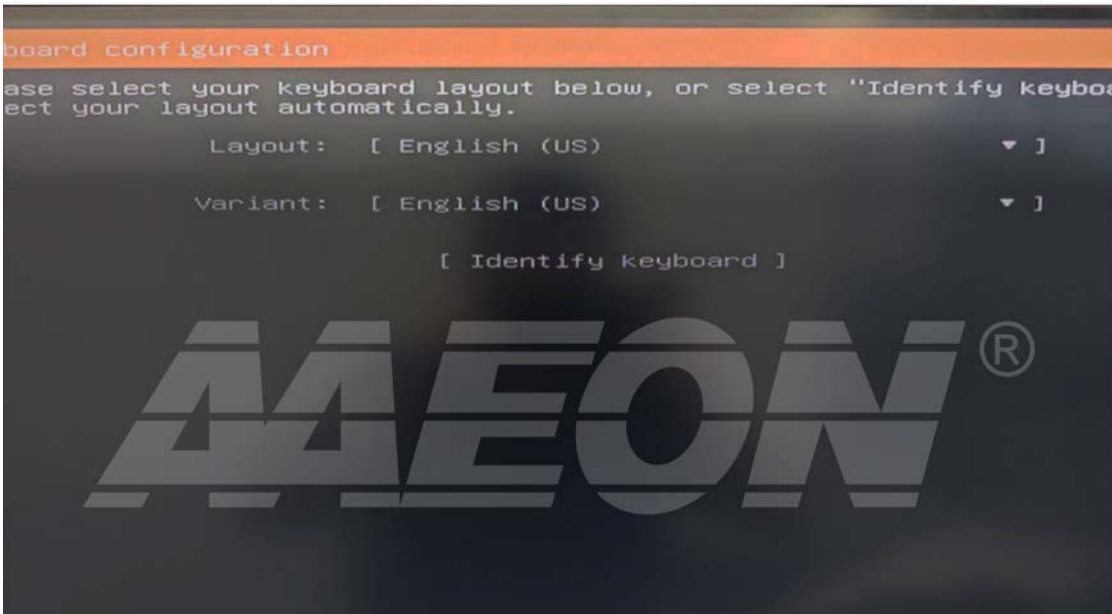 board configuration
ase select your keyboard layout below, or select "Identify keyboa
ect your layout automatically.
Layout: [ English (US) ▾ ]
Variant: [ English (US) ▾ ]
[ Identify keyboard ]
AAEON®